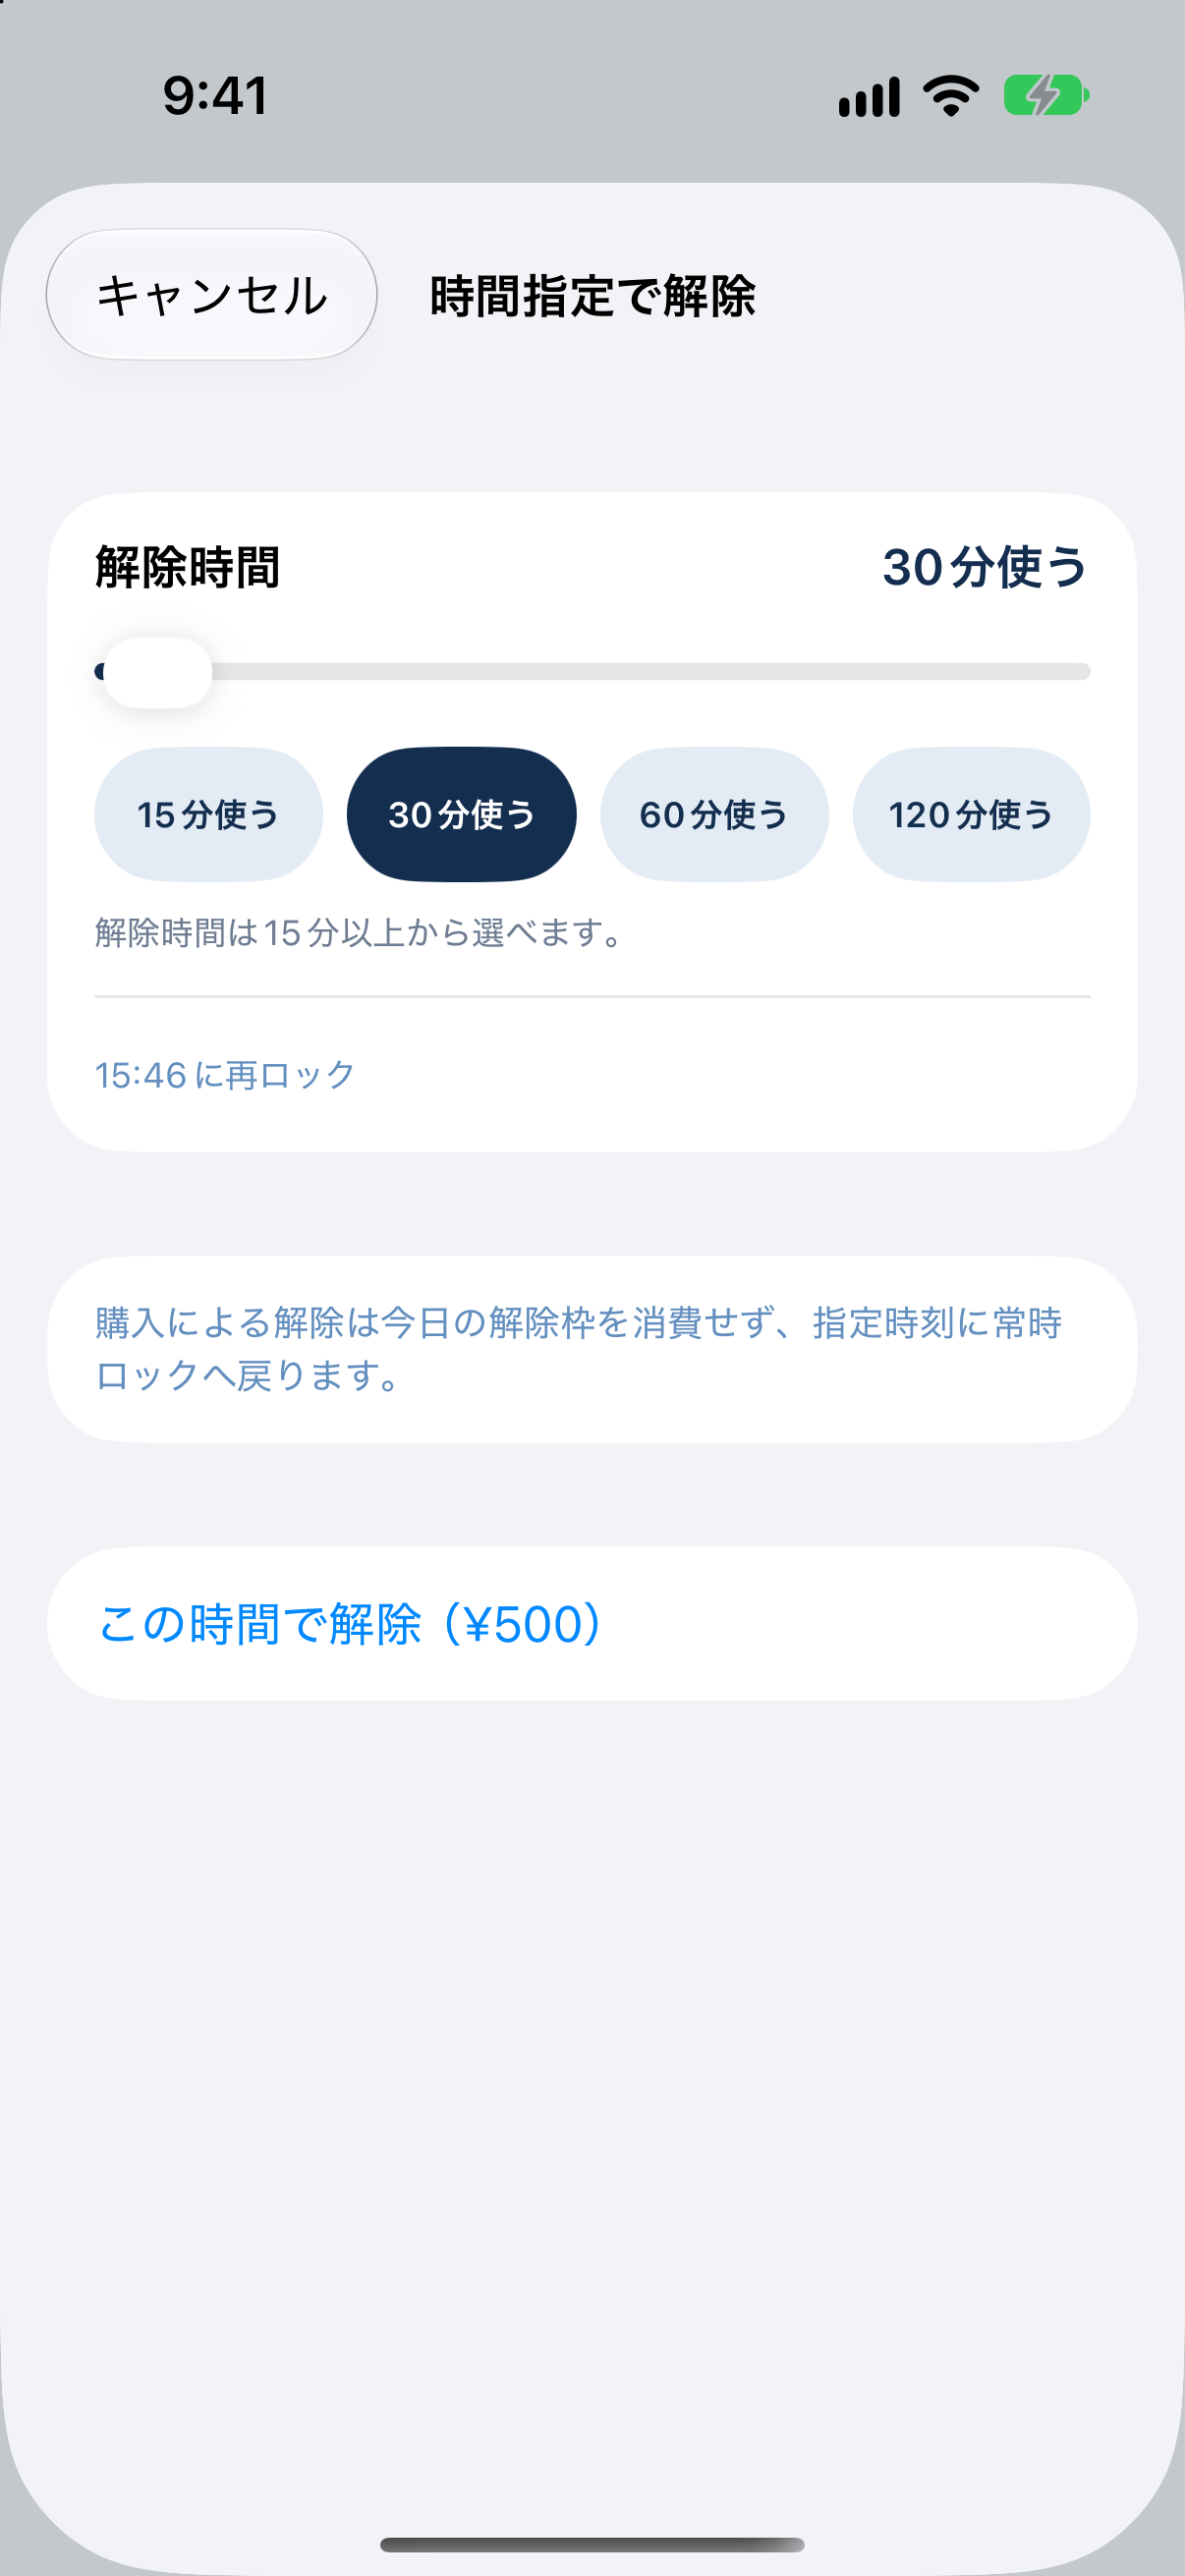 9:41
キャンセル
時間指定で解除
解除時間
30分使う
15分使う
30分使う
60分使う
120分使う
解除時間は15分以上から選べます。
15:46に再ロック
購入による解除は今日の解除枠を消費せず、指定時刻に常時
ロックへ戻ります。
この時間で解除（¥500）